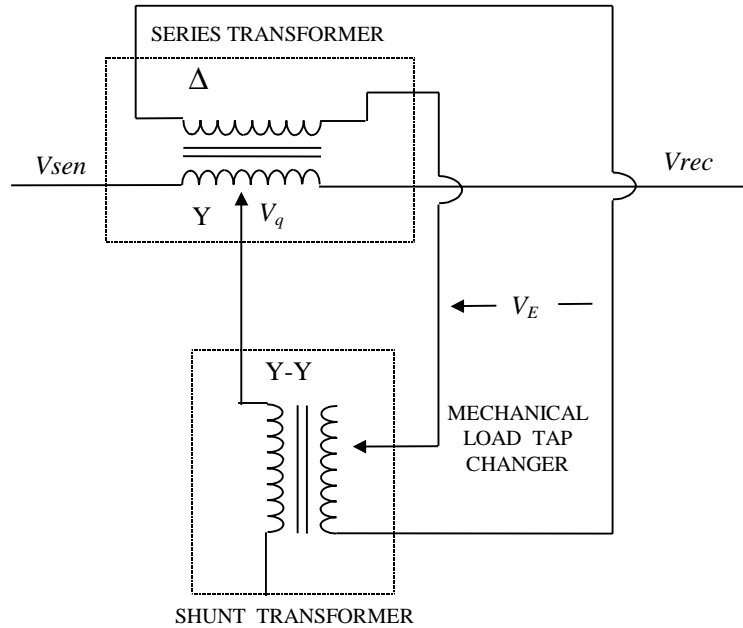 SERIES TRANSFORMER
Δ
Vsen
Vrec
Y
Vq
VE
Y-Y
MECHANICAL
LOAD TAP
CHANGER
SHUNT TRANSFORMER